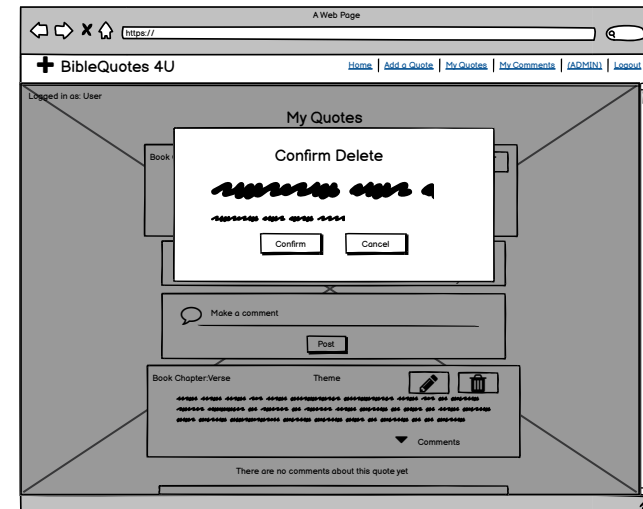 A Web Page
https://
BibleQuotes 4U
Home | Add a Quote | My Quotes | My Comments | (ADMIN) | Logout
Logged in as: User
My Quotes
Book
Confirm Delete
Confirm Cancel
Make a comment
Post
Book Chapter:Verse Theme
Comments
There are no comments about this quote yet